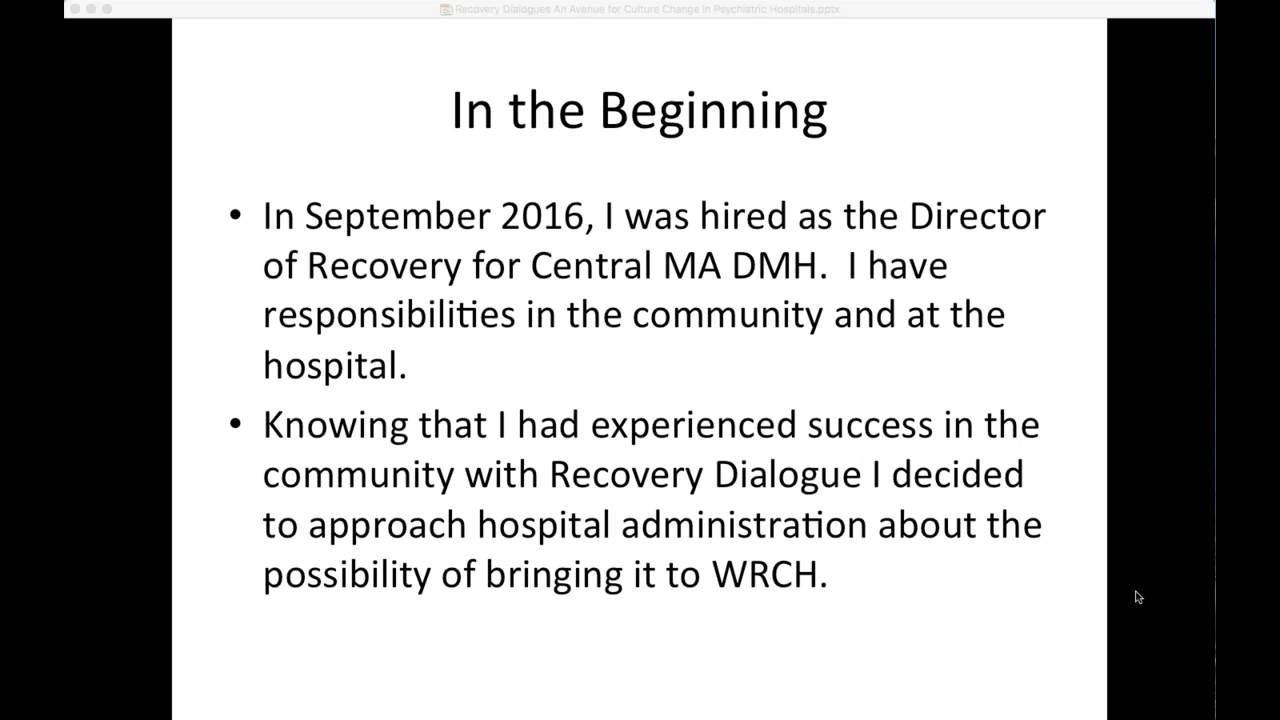 Recovery Dialogues An Avenue for Culture Change in Psychiatric Hospitals.pptx
In the Beginning
• In September 2016, I was hired as the Director
of Recovery for Central MA DMH.  I have
responsibilities in the community and at the
hospital.
• Knowing that I had experienced success in the
community with Recovery Dialogue I decided
to approach hospital administration about the
possibility of bringing it to WRCH.